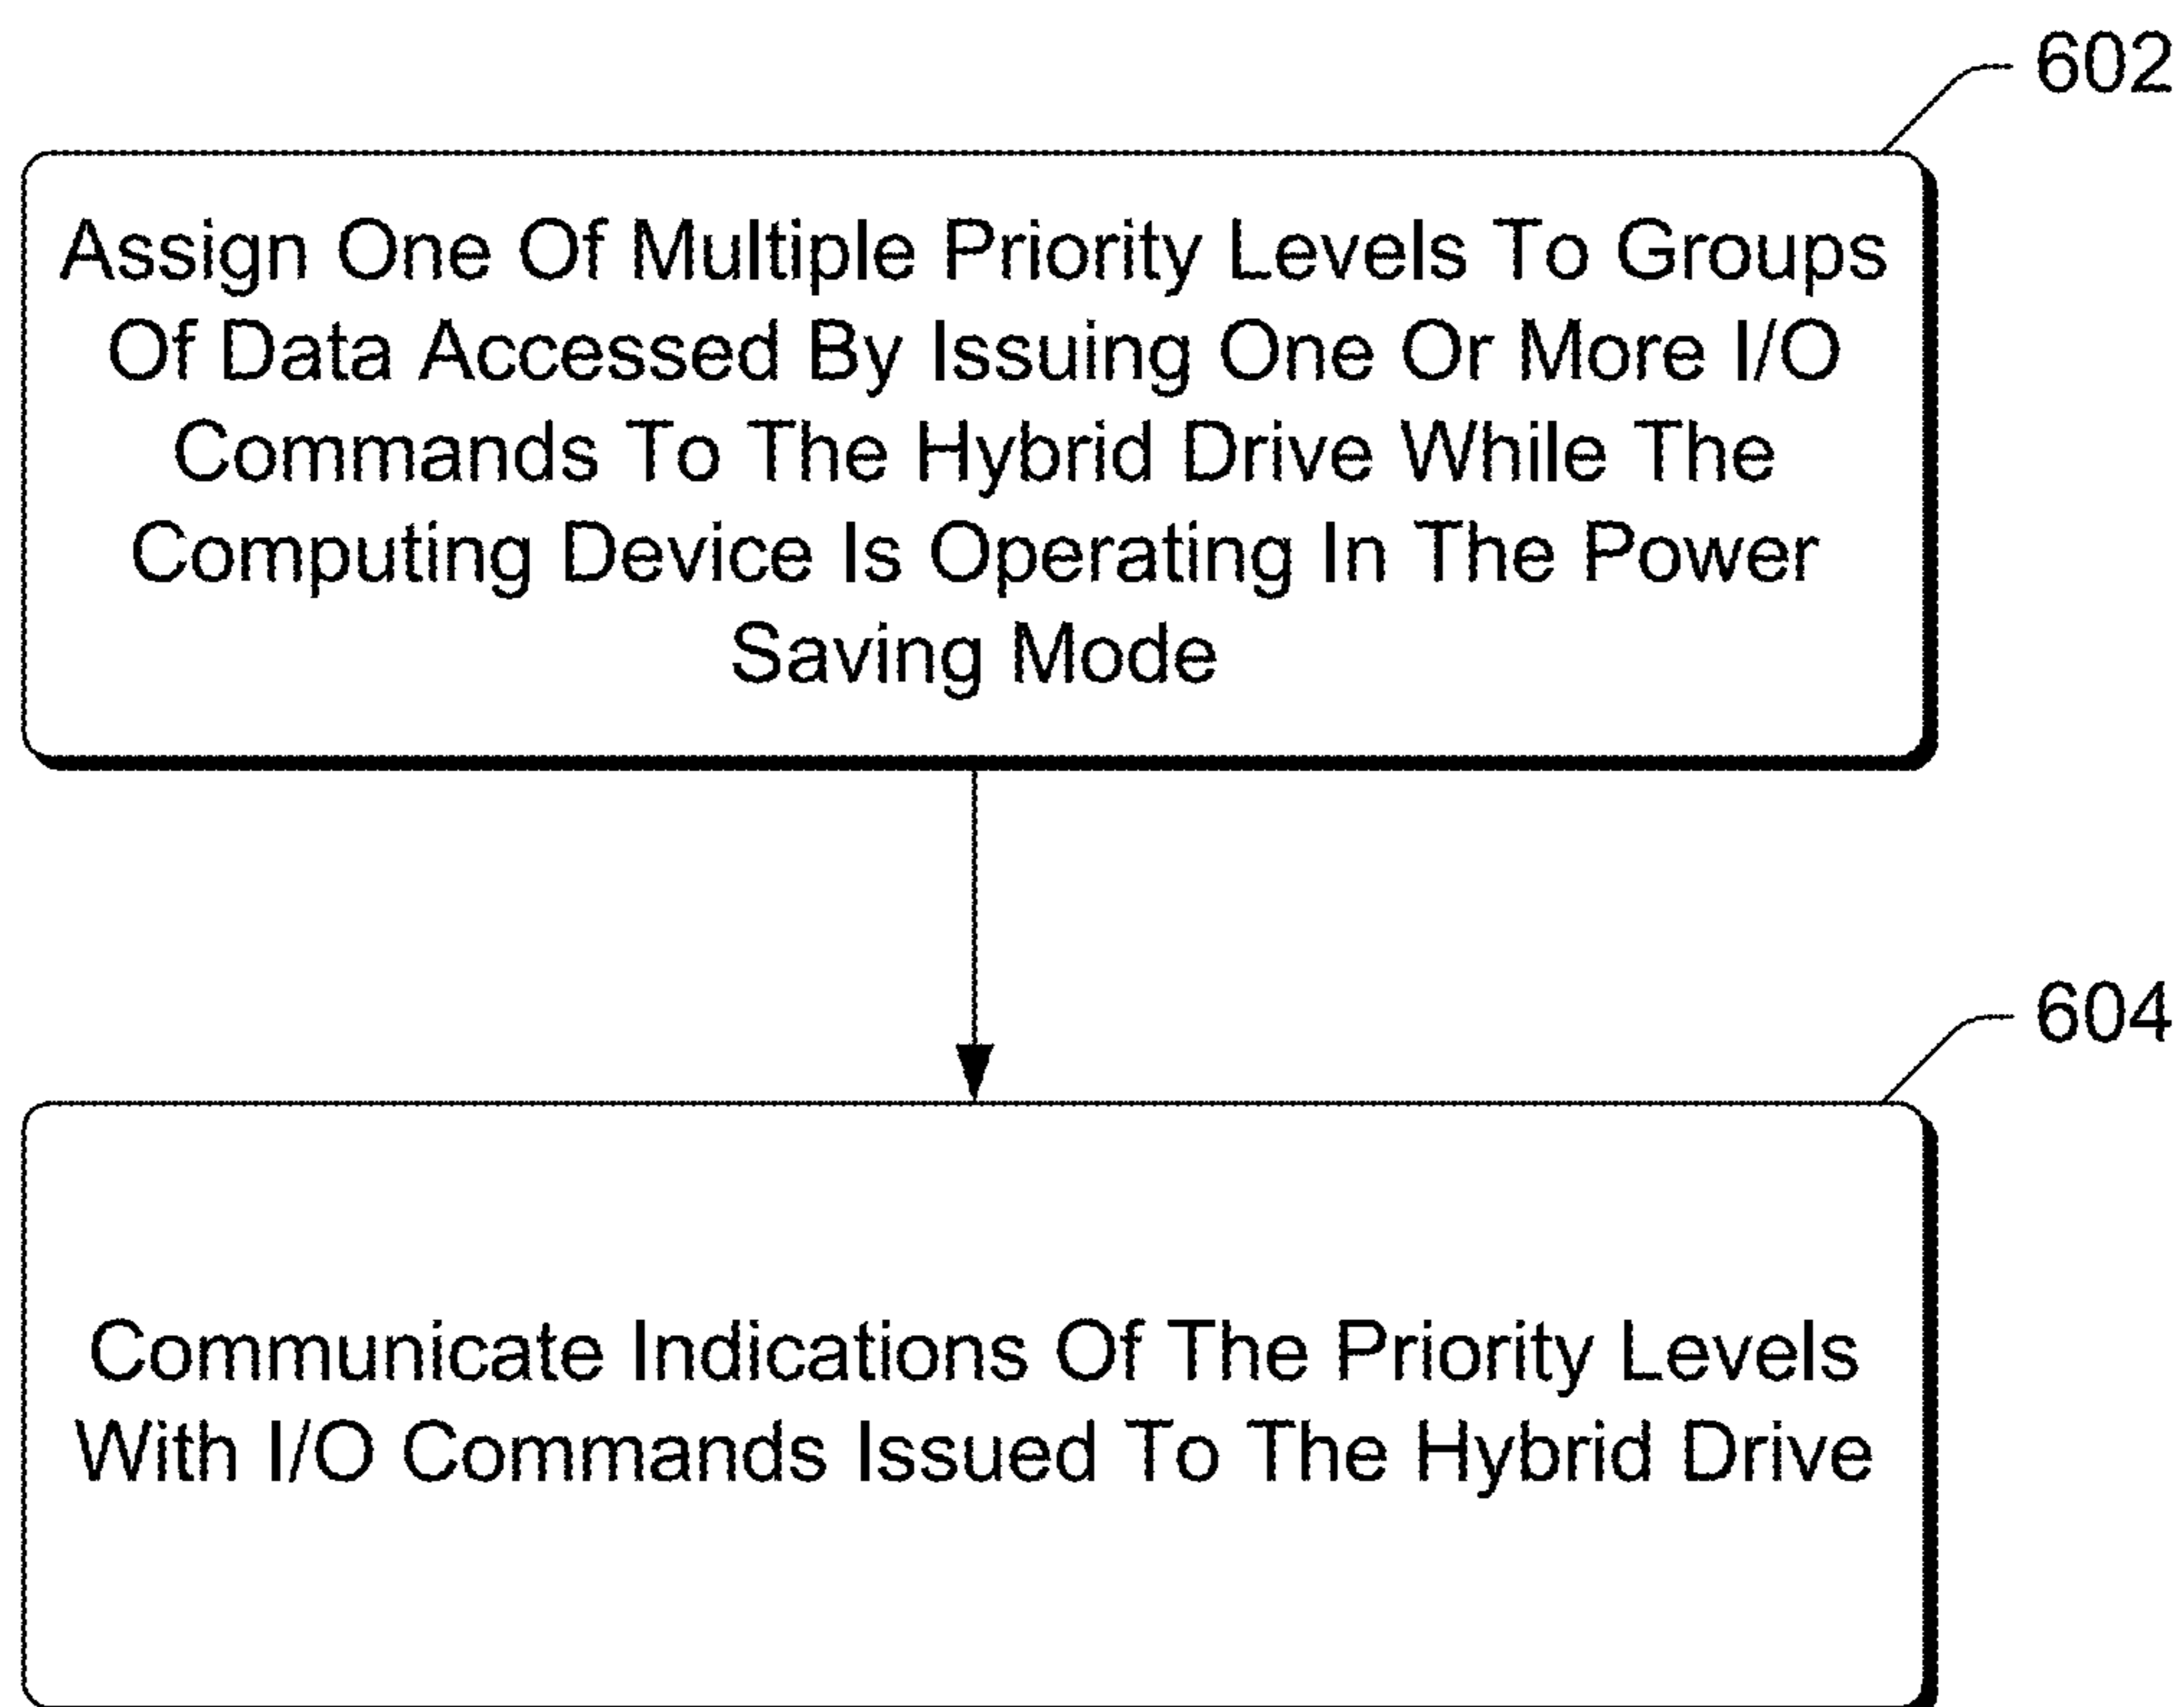 602
Assign One Of Multiple Priority Levels To Groups
Of Data Accessed By Issuing One Or More I/O
Commands To The Hybrid Drive While The
Computing Device Is Operating In The Power
Saving Mode
604
Communicate Indications Of The Priority Levels
With I/O Commands Issued To The Hybrid Drive